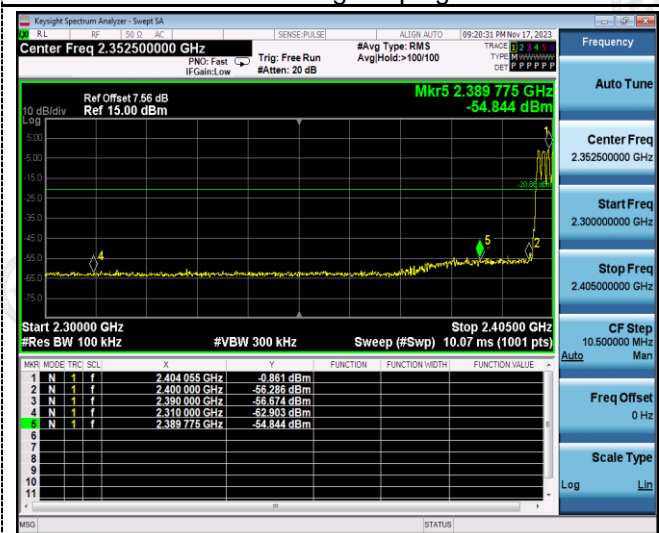 Keysight Spectrum Analyzer - Swept SA
RL RF 50 Ω AC SENSE:PULSE ALIGN AUTO 09:20:31 PM Nov 17, 2023
Center Freq 2.352500000 GHz
PNO: Fast
IFGain:Low
Trig: Free Run
#Atten: 20 dB
#Avg Type: RMS
Avg|Hold:>100/100
TRACE 1 2 3 4 5 6
TYPE M WWWWW
DET P P P P P P
Frequency
Auto Tune
Center Freq
2.352500000 GHz
Start Freq
2.300000000 GHz
Stop Freq
2.405000000 GHz
CF Step
10.500000 MHz
Auto Man
Freq Offset
0 Hz
Scale Type
Log Lin
Ref Offset 7.56 dB
10 dB/div Ref 15.00 dBm
Log
Mkr5 2.389 775 GHz
-54.844 dBm
5.00
-5.00
-15.0
-25.0
-35.0
-45.0
-55.0
-65.0
-75.0
1
-20.86 dBm
5
2
4
Start 2.30000 GHz Stop 2.40500 GHz
#Res BW 100 kHz #VBW 300 kHz Sweep (#Swp) 10.07 ms (1001 pts)
MKR MODE TRC SCL X Y FUNCTION FUNCTION WIDTH FUNCTION VALUE
1 N 1 f 2.404 055 GHz -0.861 dBm
2 N 1 f 2.400 000 GHz -56.286 dBm
3 N 1 f 2.390 000 GHz -56.674 dBm
4 N 1 f 2.310 000 GHz -62.903 dBm
5 N 1 f 2.389 775 GHz -54.844 dBm
6
7
8
9
10
11
MSG STATUS